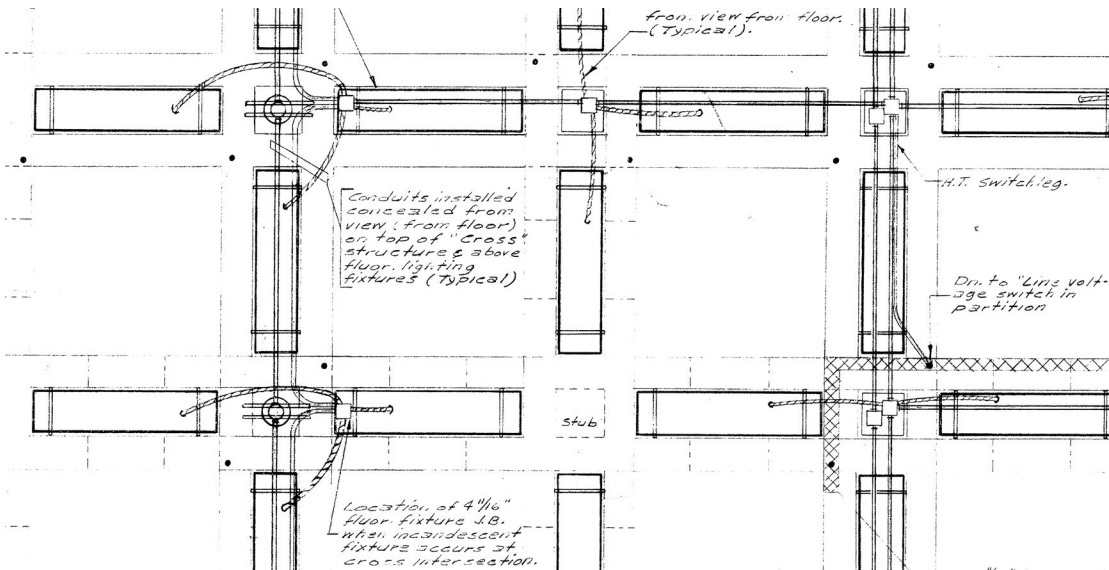 from view from floor
(Typical).
Conduits installed
concealed from
view (from floor)
on top of "Cross"
structure & above
fluor. lighting
fixtures (Typical)
H.T. Switchleg.
Dn. to "Line volt-
age switch in
partition
Stub
Location of 4"/16"
fluor. fixture J.B.
when incandescent
fixture occurs at
cross intersection.